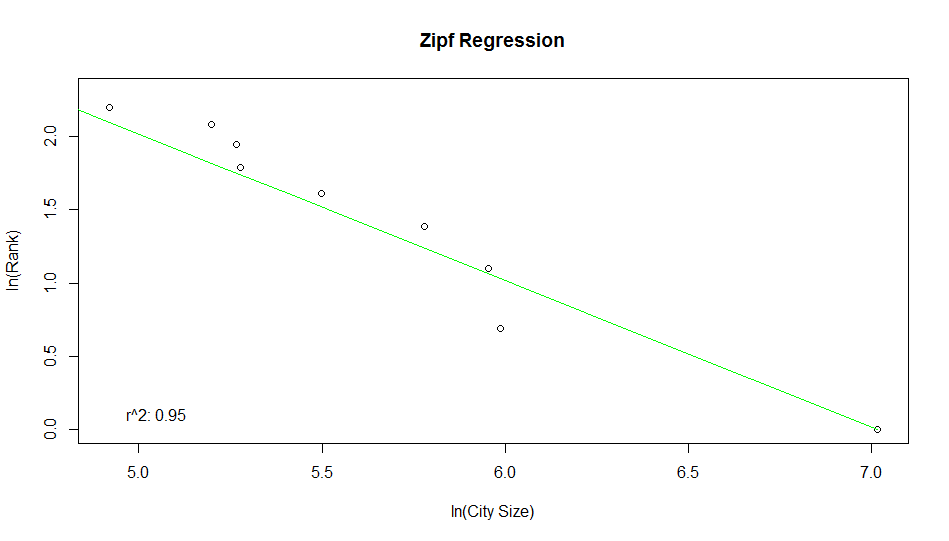 Zipf Regression
ln(Rank)
2.0
1.5
1.0
0.5
0.0
r^2: 0.95
5.0 5.5 6.0 6.5 7.0
ln(City Size)